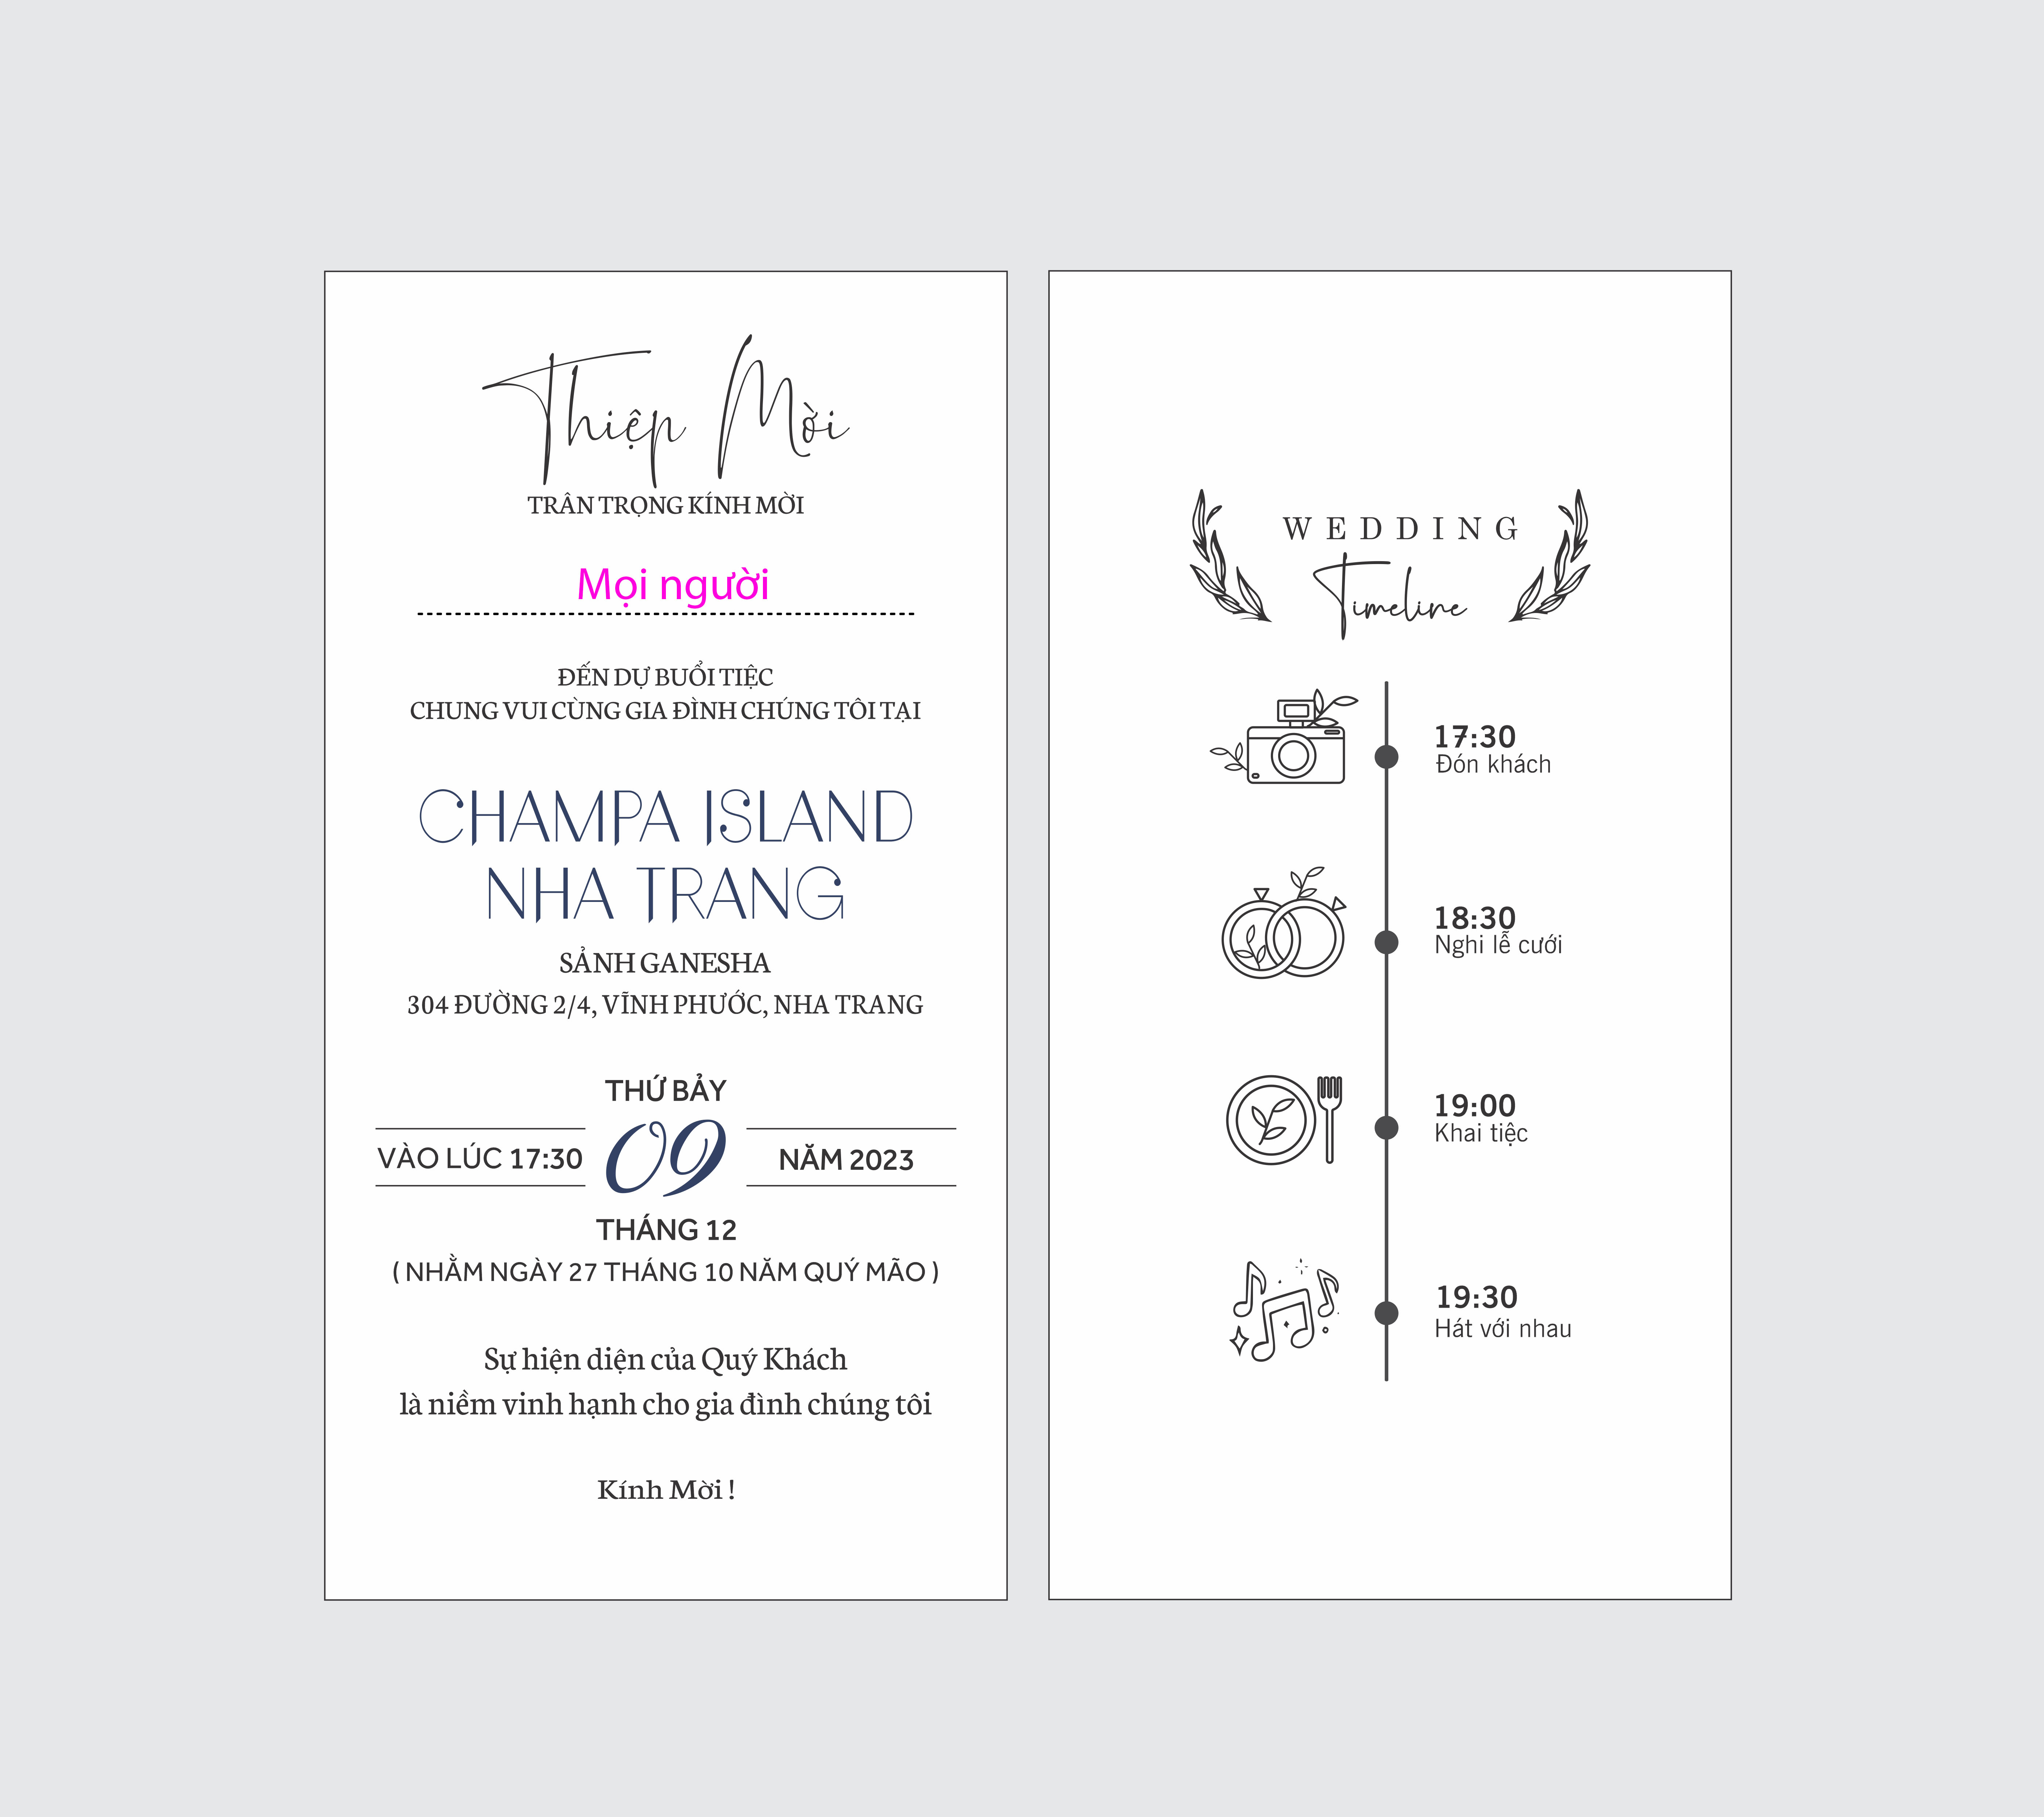 Thiệp Mời
TRÂN TRỌNG KÍNH MỜI
Mọi người
ĐẾN DỰ BUỔI TIỆC
CHUNG VUI CÙNG GIA ĐÌNH CHÚNG TÔI TẠI
CHAMPA ISLAND
NHA TRANG
SẢNH GANESHA
304 ĐƯỜNG 2/4, VĨNH PHƯỚC, NHA TRANG
THỨ BẢY
VÀO LÚC 17:30 09 NĂM 2023
THÁNG 12
( NHẰM NGÀY 27 THÁNG 10 NĂM QUÝ MÃO )
Sự hiện diện của Quý Khách
là niềm vinh hạnh cho gia đình chúng tôi
Kính Mời !
WEDDING
Timeline
17:30
Đón khách
18:30
Nghi lễ cưới
19:00
Khai tiệc
19:30
Hát với nhau